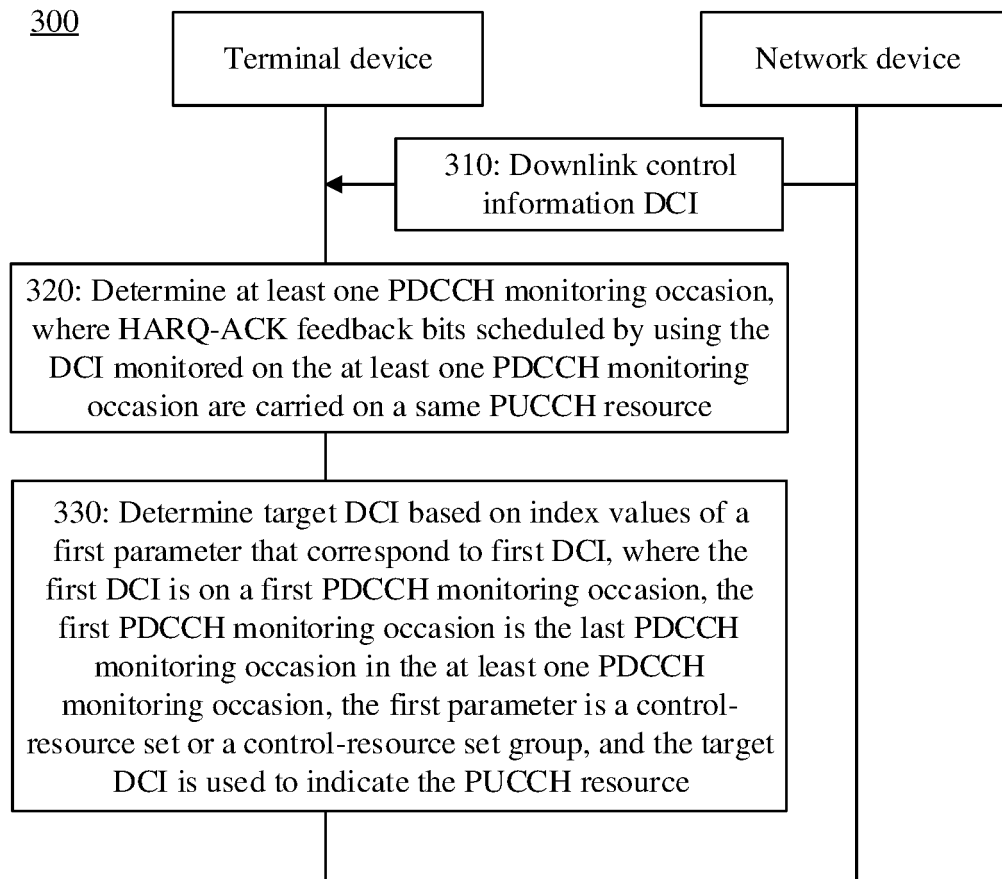 300
Terminal device
Network device
310: Downlink control
information DCI
320: Determine at least one PDCCH monitoring occasion,
where HARQ-ACK feedback bits scheduled by using the
DCI monitored on the at least one PDCCH monitoring
occasion are carried on a same PUCCH resource
330: Determine target DCI based on index values of a
first parameter that correspond to first DCI, where the
first DCI is on a first PDCCH monitoring occasion, the
first PDCCH monitoring occasion is the last PDCCH
monitoring occasion in the at least one PDCCH
monitoring occasion, the first parameter is a control-
resource set or a control-resource set group, and the target
DCI is used to indicate the PUCCH resource